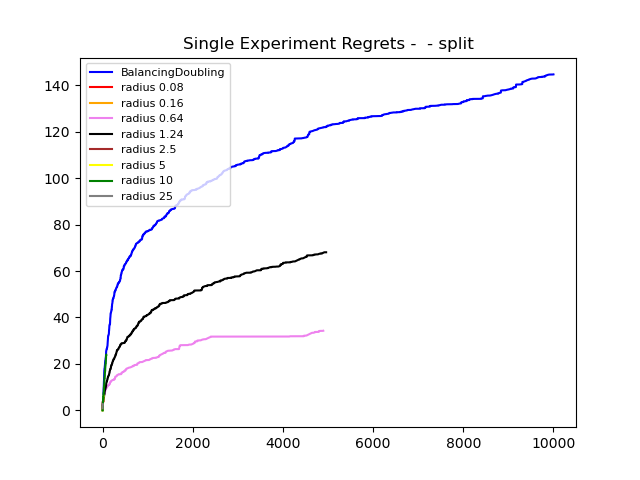 Single Experiment Regrets -  - split
140
120
100
80
60
40
20
0
BalancingDoubling
radius 0.08
radius 0.16
radius 0.64
radius 1.24
radius 2.5
radius 5
radius 10
radius 25
0 2000 4000 6000 8000 10000